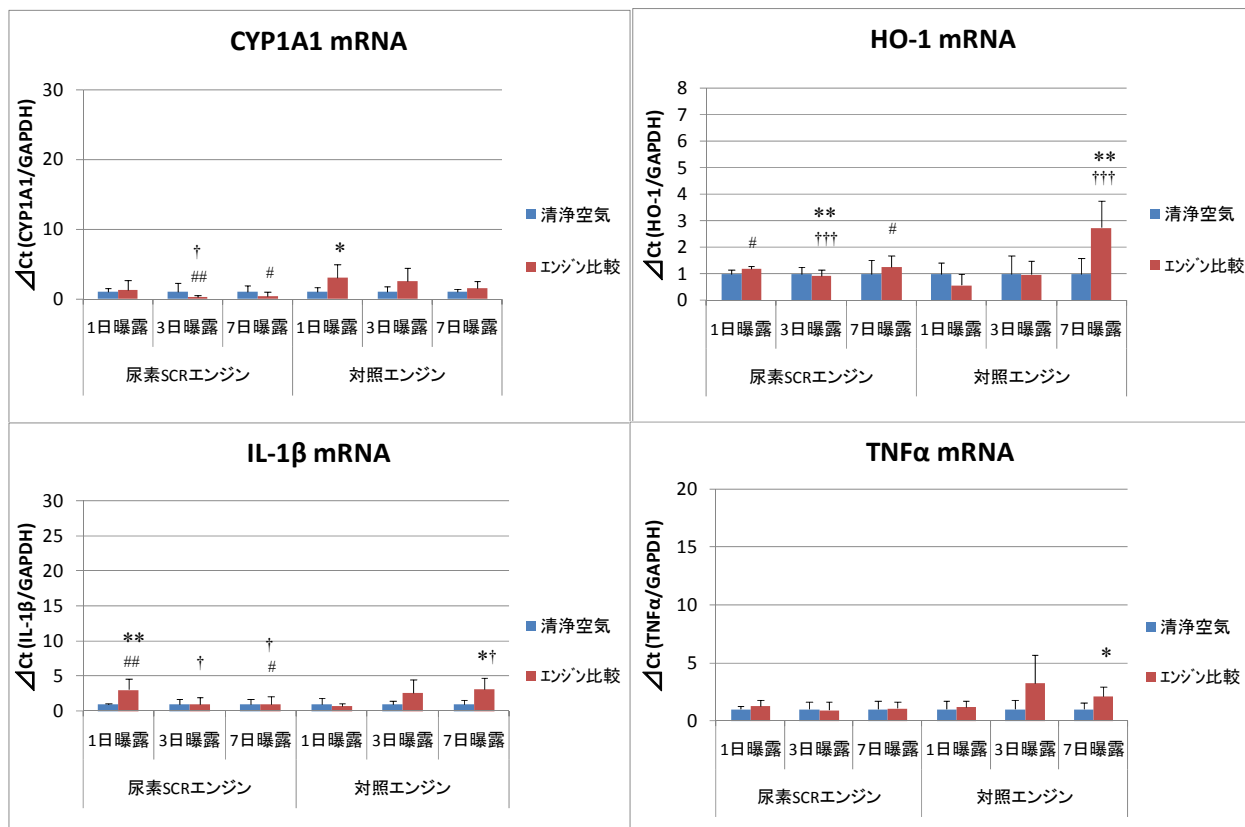 CYP1A1 mRNA
30
20
10
0
⊿Ct (CYP1A1/GAPDH)
†
##
#
*
1日曝露 3日曝露 7日曝露 1日曝露 3日曝露 7日曝露
尿素SCRエンジン 対照エンジン
清浄空気
エンジン比較
HO-1 mRNA
8
7
6
5
4
3
2
1
0
⊿Ct (HO-1/GAPDH)
#
**
†††
#
**
†††
1日曝露 3日曝露 7日曝露 1日曝露 3日曝露 7日曝露
尿素SCRエンジン 対照エンジン
清浄空気
エンジン比較
IL-1β mRNA
30
25
20
15
10
5
0
⊿Ct (IL-1β/GAPDH)
**
##
†
†
#
*†
1日曝露 3日曝露 7日曝露 1日曝露 3日曝露 7日曝露
尿素SCRエンジン 対照エンジン
清浄空気
エンジン比較
TNFα mRNA
20
15
10
5
0
⊿Ct (TNFα/GAPDH)
*
1日曝露 3日曝露 7日曝露 1日曝露 3日曝露 7日曝露
尿素SCRエンジン 対照エンジン
清浄空気
エンジン比較